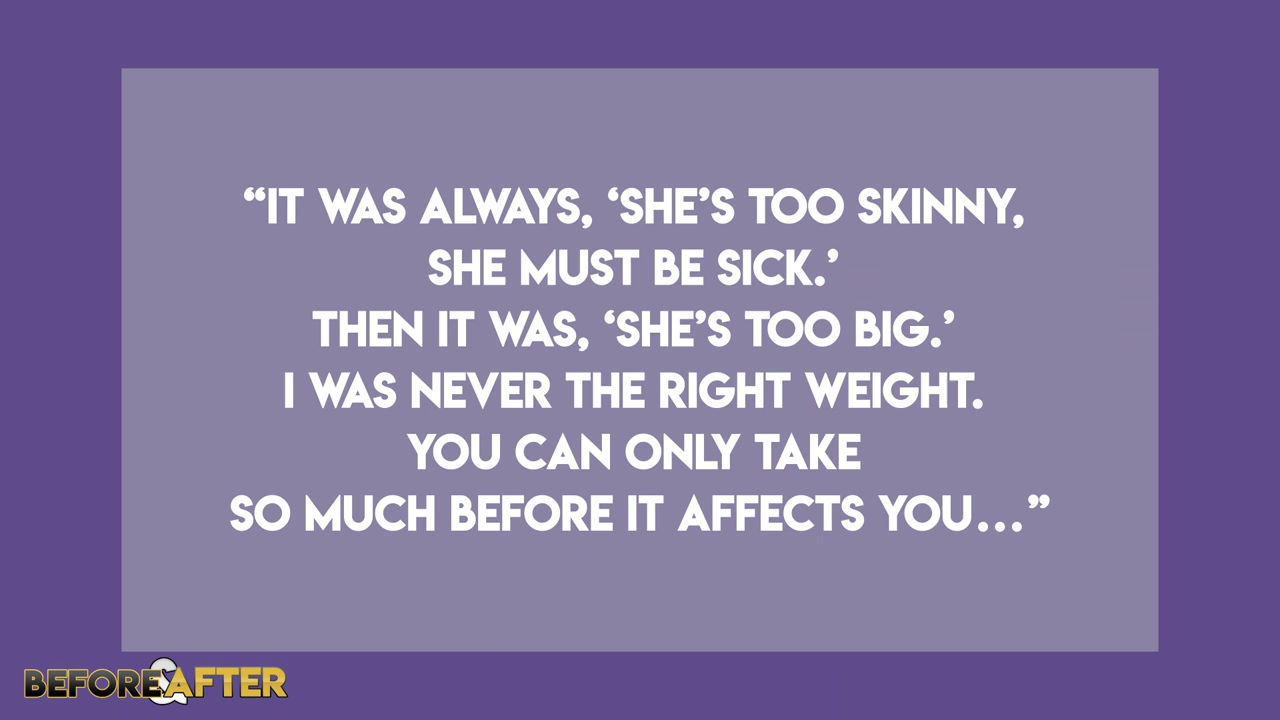 “IT WAS ALWAYS, ‘SHE’S TOO SKINNY,
SHE MUST BE SICK.’
THEN IT WAS, ‘SHE’S TOO BIG.’
I WAS NEVER THE RIGHT WEIGHT.
YOU CAN ONLY TAKE
SO MUCH BEFORE IT AFFECTS YOU...”
BEFORE&AFTER